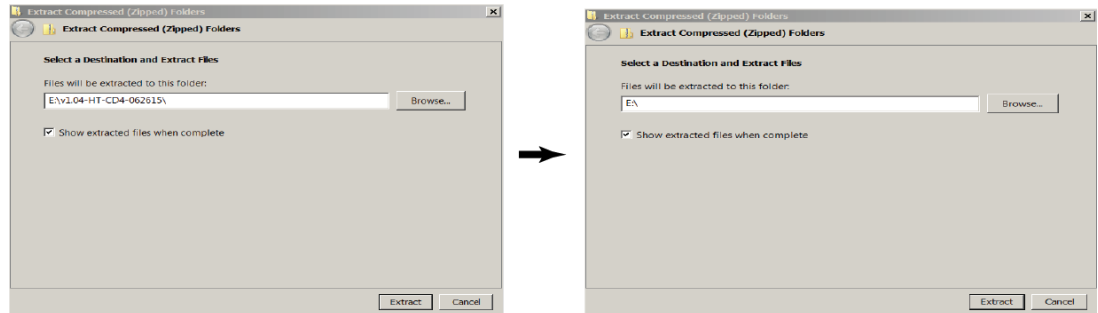 Extract Compressed (Zipped) Folders
Extract Compressed (Zipped) Folders
Select a Destination and Extract Files
Files will be extracted to this folder:
E:\v1.04-HT-CD4-062615\
Browse...
Show extracted files when complete
Extract
Cancel
Extract Compressed (Zipped) Folders
Extract Compressed (Zipped) Folders
Select a Destination and Extract Files
Files will be extracted to this folder:
E:\
Browse...
Show extracted files when complete
Extract
Cancel